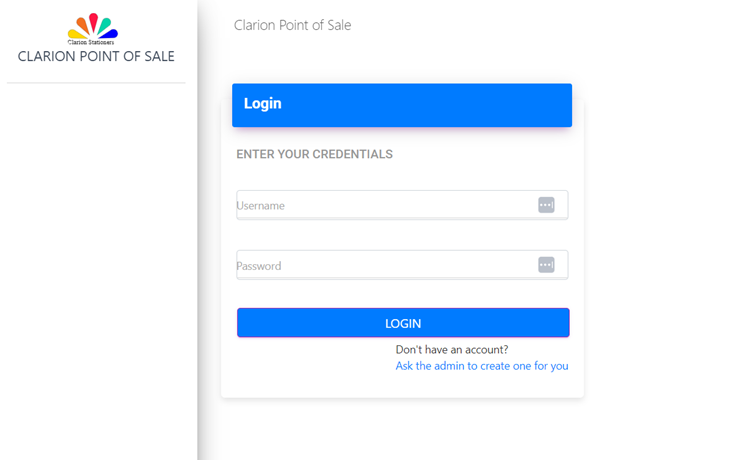 Clarion Stationers
CLARION POINT OF SALE
Clarion Point of Sale
Login
ENTER YOUR CREDENTIALS
Username
Password
LOGIN
Don't have an account?
Ask the admin to create one for you